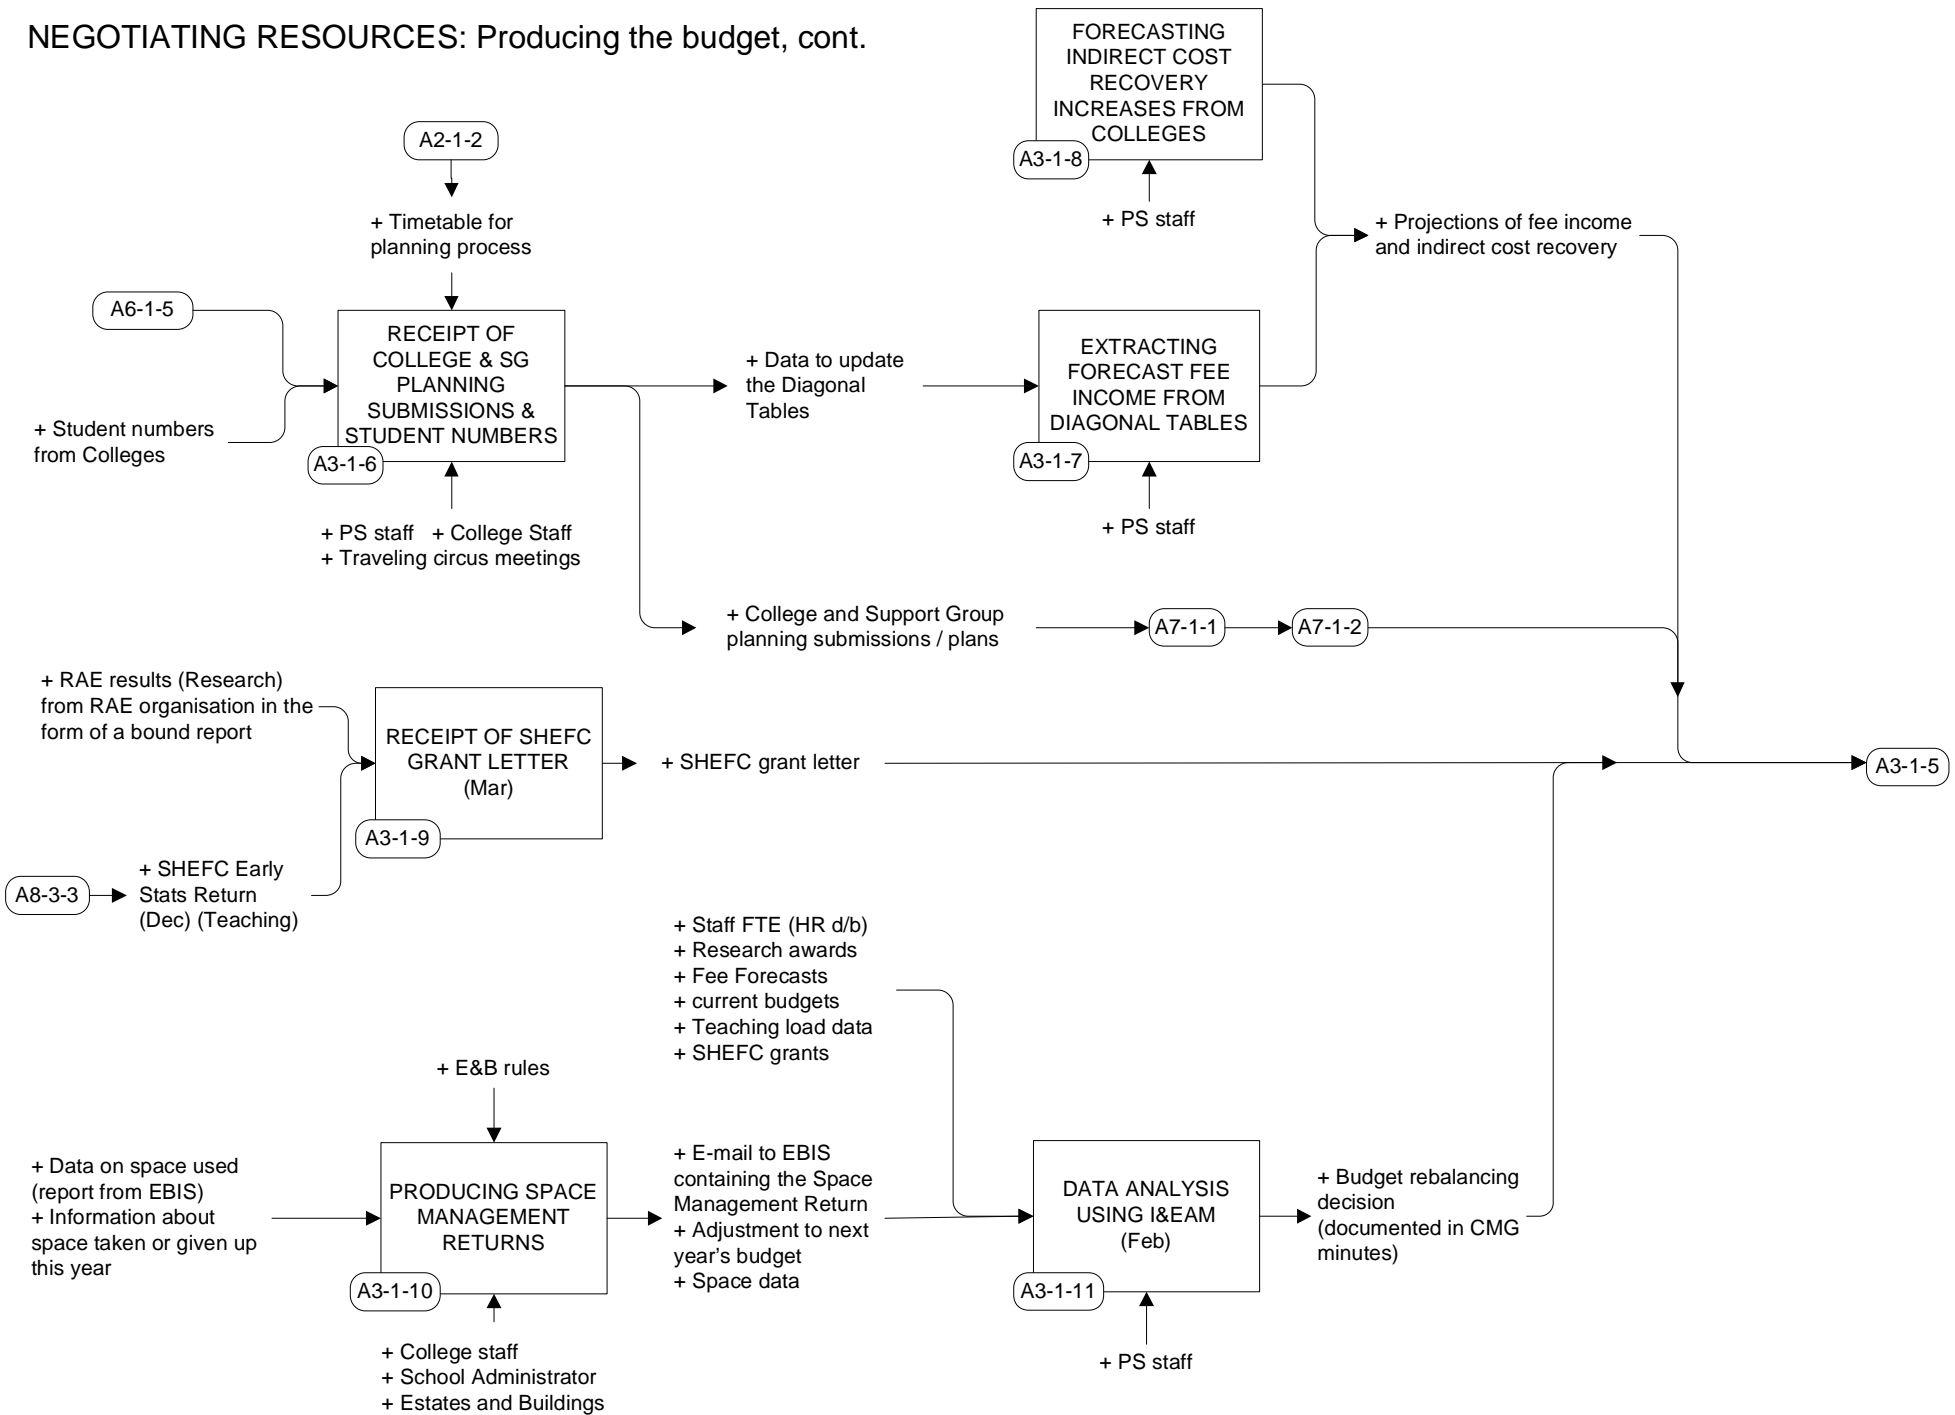 NEGOTIATING RESOURCES: Producing the budget, cont.
FORECASTING
INDIRECT COST
RECOVERY
INCREASES FROM
COLLEGES
A3-1-8
+ PS staff
A2-1-2
+ Timetable for
planning process
+ Projections of fee income
and indirect cost recovery
A6-1-5
+ Student numbers
from Colleges
RECEIPT OF
COLLEGE & SG
PLANNING
SUBMISSIONS &
STUDENT NUMBERS
A3-1-6
+ PS staff + College Staff
+ Traveling circus meetings
+ Data to update
the Diagonal
Tables
EXTRACTING
FORECAST FEE
INCOME FROM
DIAGONAL TABLES
A3-1-7
+ PS staff
+ College and Support Group
planning submissions / plans
A7-1-1
A7-1-2
+ RAE results (Research)
from RAE organisation in the
form of a bound report
RECEIPT OF SHEFC
GRANT LETTER
(Mar)
A3-1-9
+ SHEFC grant letter
A3-1-5
A8-3-3
+ SHEFC Early
Stats Return
(Dec) (Teaching)
+ Staff FTE (HR d/b)
+ Research awards
+ Fee Forecasts
+ current budgets
+ Teaching load data
+ SHEFC grants
+ E&B rules
+ Data on space used
(report from EBIS)
+ Information about
space taken or given up
this year
PRODUCING SPACE
MANAGEMENT
RETURNS
A3-1-10
+ College staff
+ School Administrator
+ Estates and Buildings
+ E-mail to EBIS
containing the Space
Management Return
+ Adjustment to next
year's budget
+ Space data
DATA ANALYSIS
USING I&EAM
(Feb)
A3-1-11
+ PS staff
+ Budget rebalancing
decision
(documented in CMG
minutes)